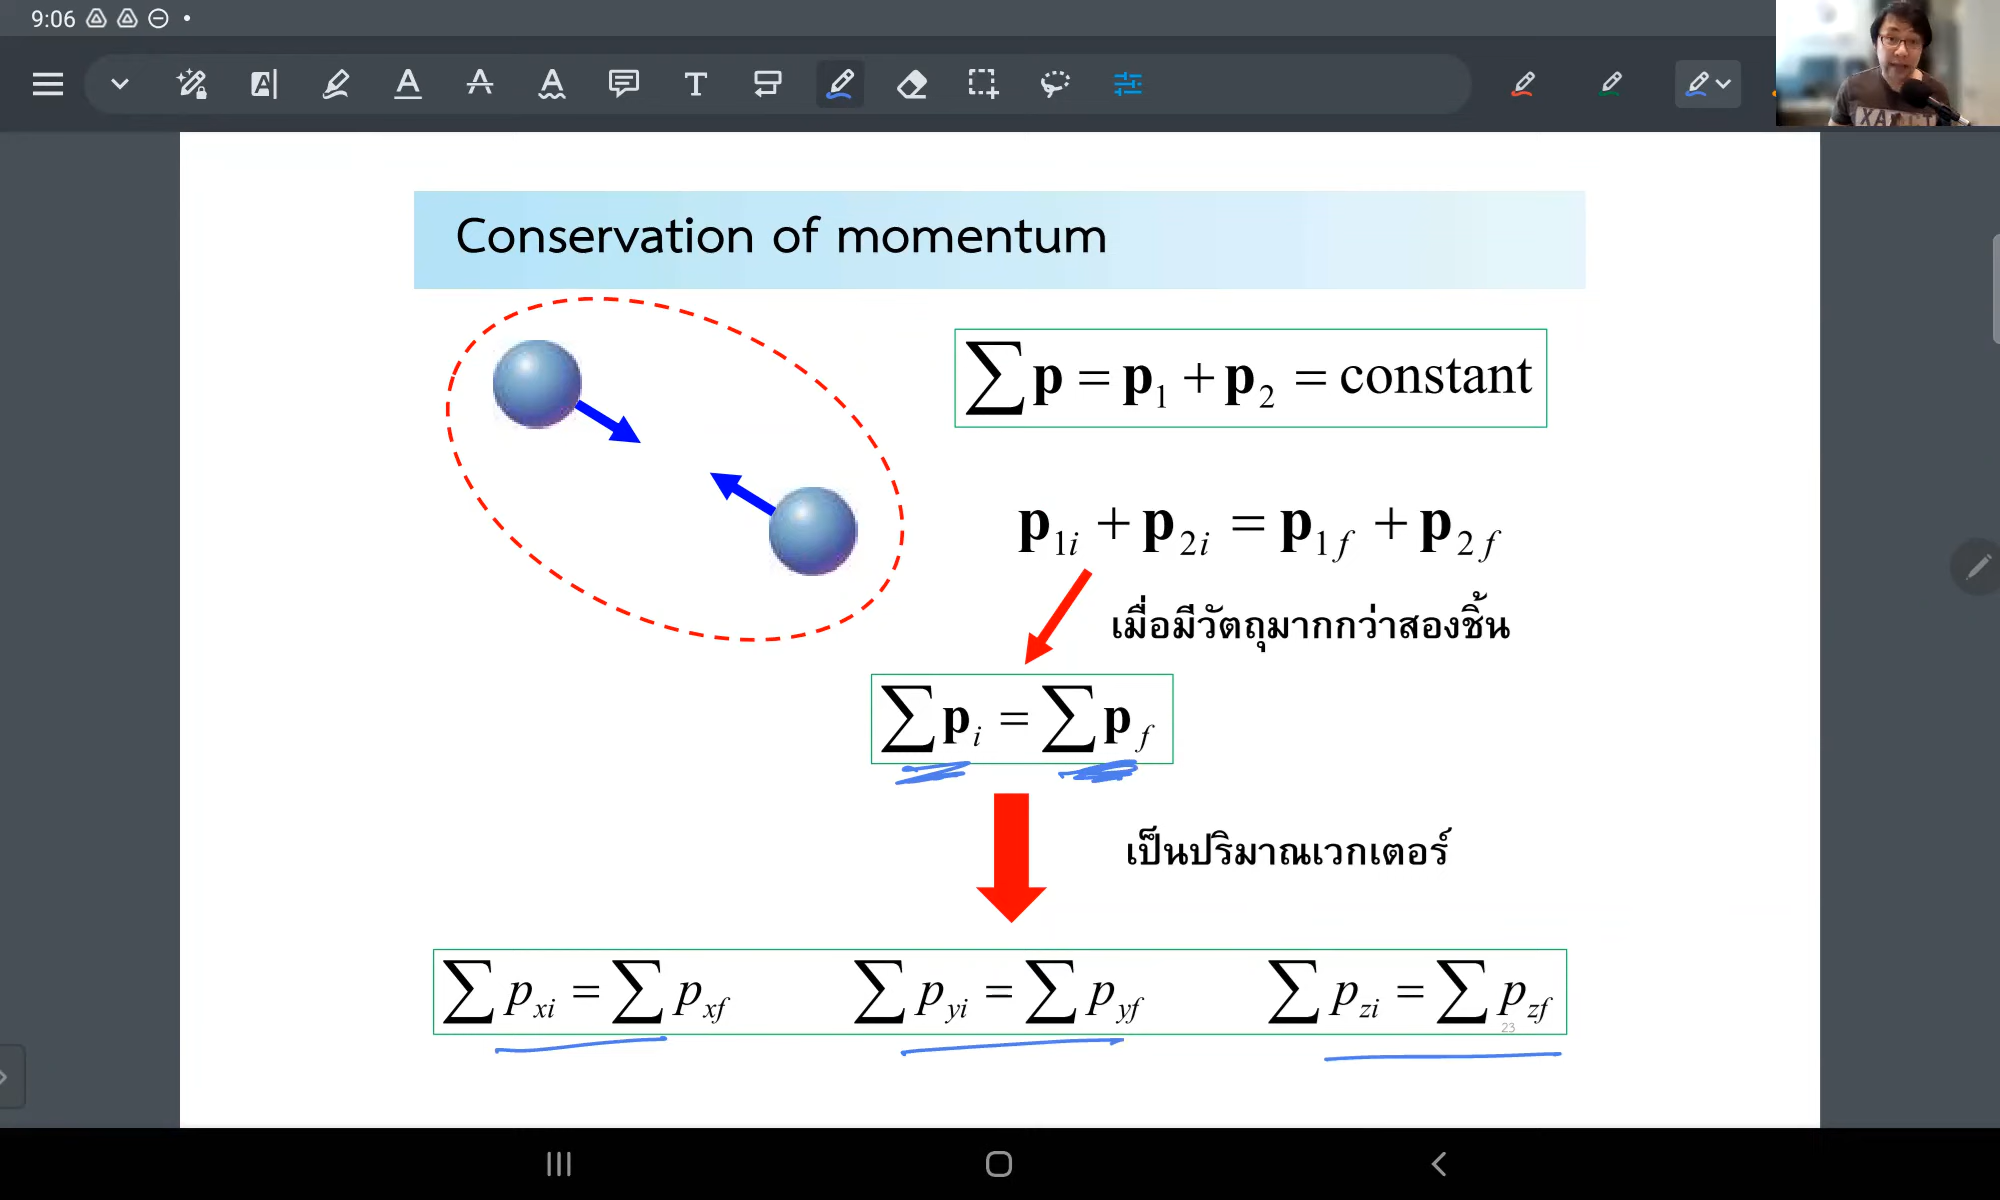 9:06
Conservation of momentum
∑p = p₁ + p₂ = constant
p₁ᵢ + p₂ᵢ = p₁f + p₂f
เมื่อมีวัตถุมากกว่าสองชิ้น
∑pᵢ = ∑pf
เป็นปริมาณเวกเตอร์
∑pxi = ∑pxf ∑pyi = ∑pyf ∑pzi = ∑pzf
23